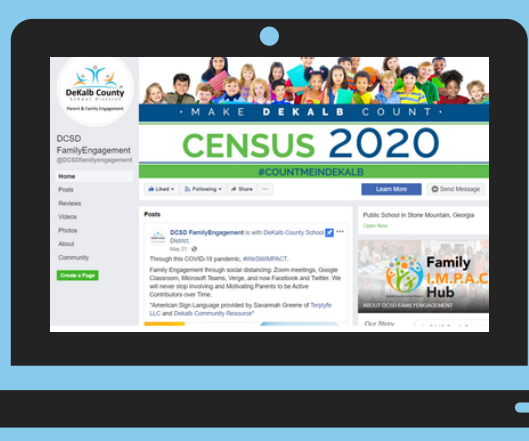 DeKalb County
School District
Parent & Family Engagement
· MAKE DEKALB COUNT ·
CENSUS 2020
#COUNTMEINDEKALB
DCSD
FamilyEngagement
@DCSDfamilyengagement
Home
Posts
Reviews
Videos
Photos
About
Community
Create a Page
Liked
Following
Share
Learn More
Send Message
Posts
DCSD FamilyEngagement is with DeKalb County School
District.
May 21 ·
Through this COVID-19 pandemic, #WeStillIMPACT.
Family Engagement through social distancing: Zoom meetings, Google
Classroom, Microsoft Teams, Verge, and now Facebook and Twitter. We
will never stop Involving and Motivating Parents to be Active
Contributors over Time.
"American Sign Language provided by Savannah Greene of Terplyfe
LLC and Dekalb Community Resource"
Public School in Stone Mountain, Georgia
Open Now
Family
I.M.P.A.C
Hub
ABOUT DCSD FAMILYENGAGEMENT
Our Story